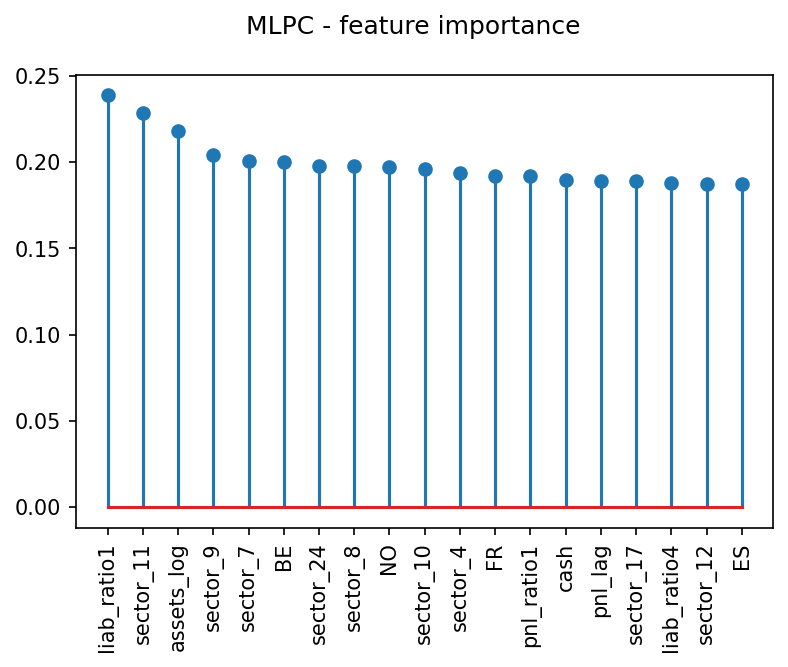 MLPC - feature importance
0.25
0.20
0.15
0.10
0.05
0.00
liab_ratio1
sector_11
assets_log
sector_9
sector_7
BE
sector_24
sector_8
NO
sector_10
sector_4
FR
pnl_ratio1
cash
pnl_lag
sector_17
liab_ratio4
sector_12
ES